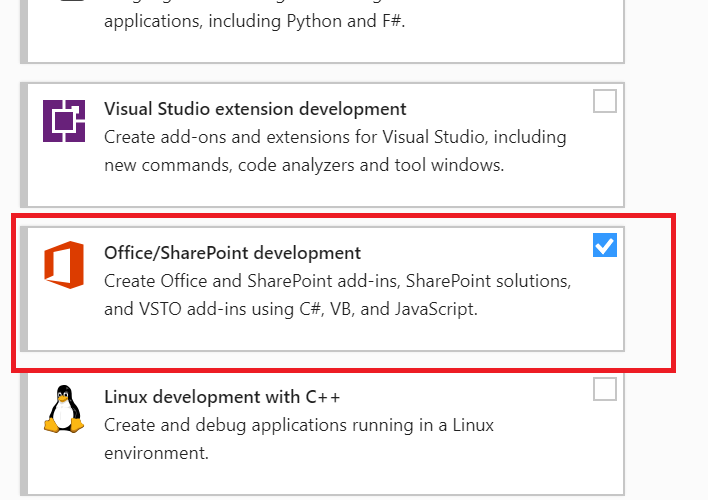 applications, including Python and F#.
Visual Studio extension development
Create add-ons and extensions for Visual Studio, including
new commands, code analyzers and tool windows.
Office/SharePoint development
Create Office and SharePoint add-ins, SharePoint solutions,
and VSTO add-ins using C#, VB, and JavaScript.
Linux development with C++
Create and debug applications running in a Linux
environment.